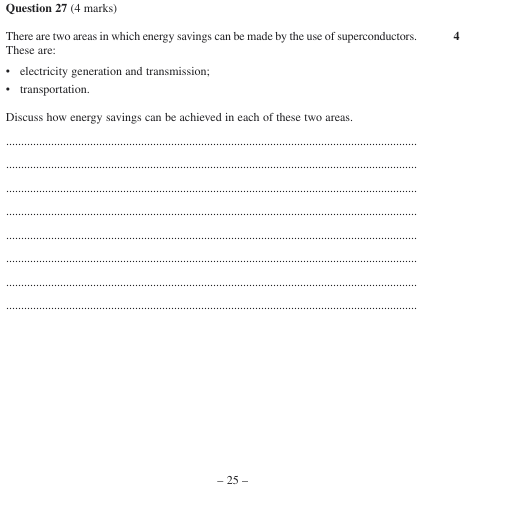 Question 27 (4 marks)
There are two areas in which energy savings can be made by the use of superconductors. 4
These are:
• electricity generation and transmission;
• transportation.
Discuss how energy savings can be achieved in each of these two areas.
– 25 –